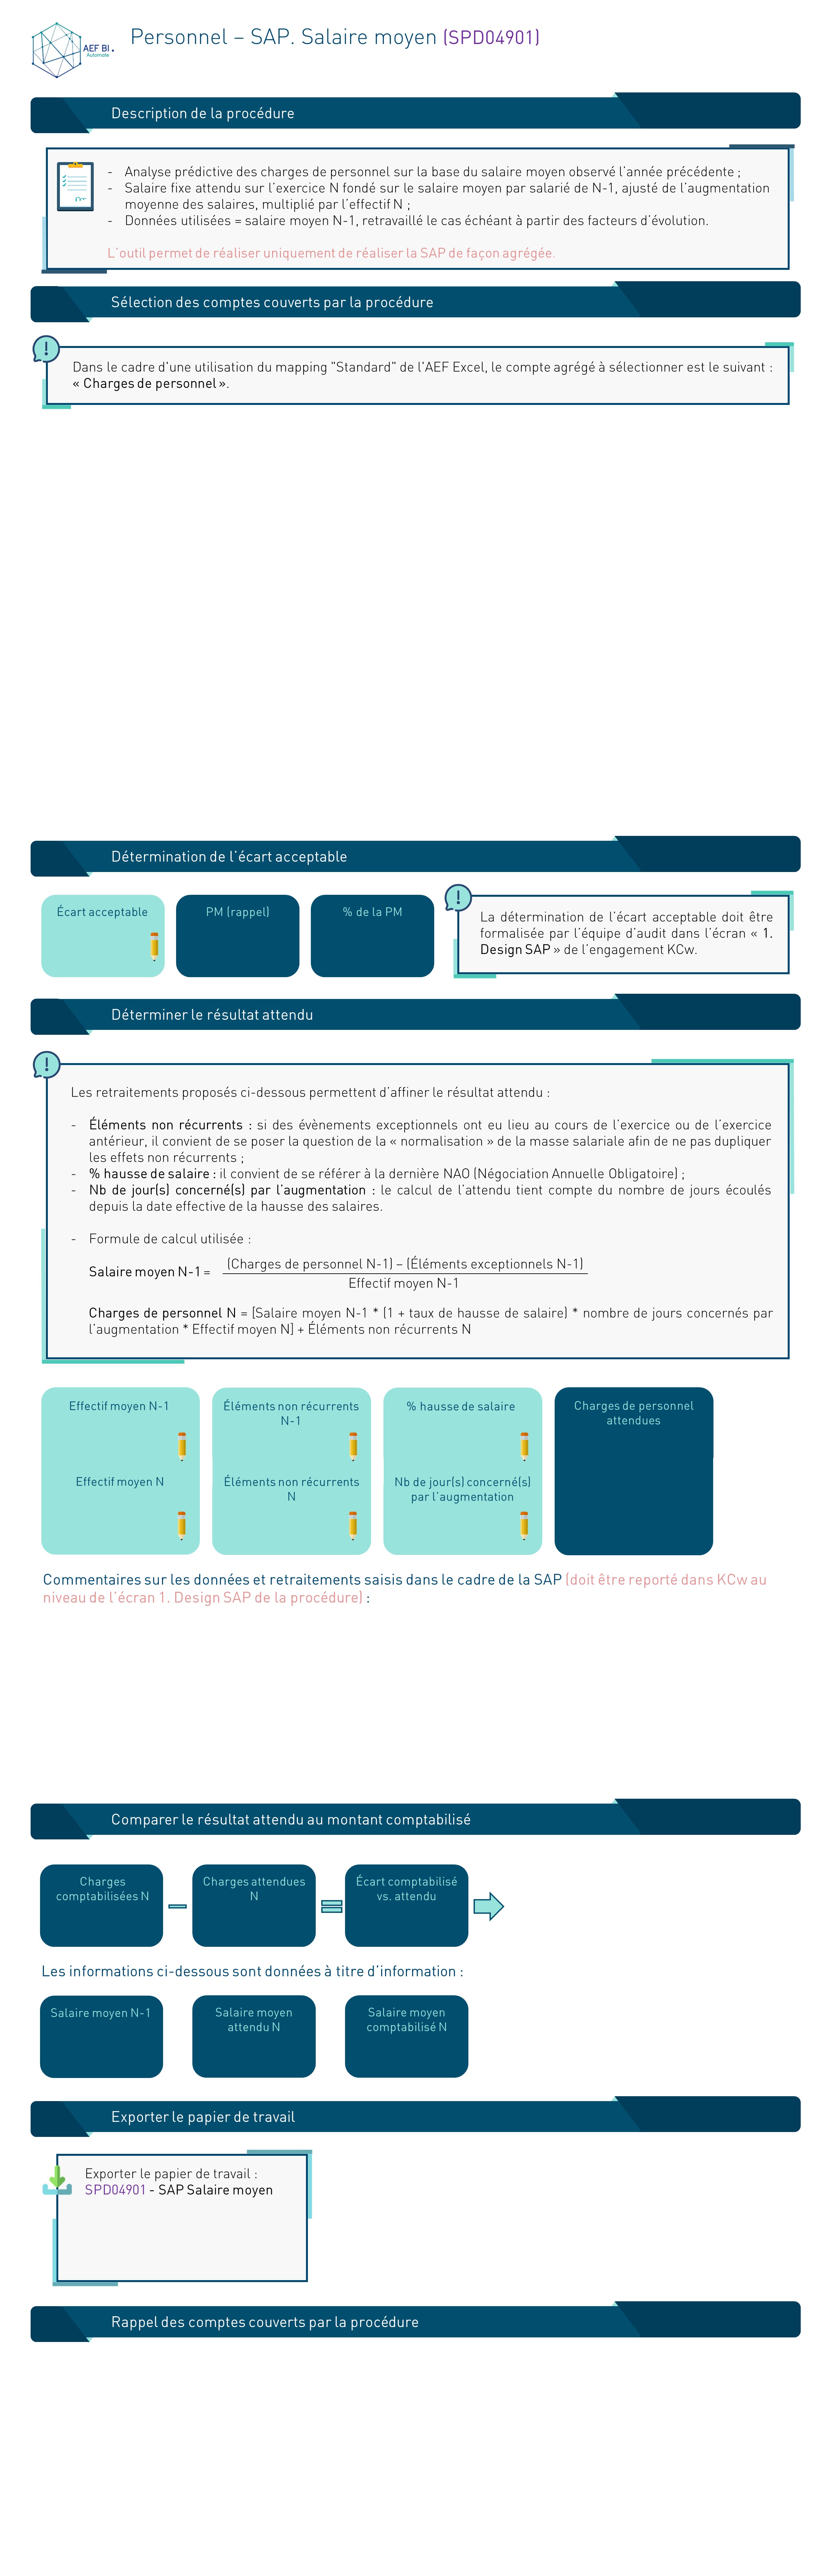 Personnel – SAP. Salaire moyen (SPD04901)
AEF BI.
Automate
Description de la procédure
- Analyse prédictive des charges de personnel sur la base du salaire moyen observé l'année précédente ;
- Salaire fixe attendu sur l'exercice N fondé sur le salaire moyen par salarié de N-1, ajusté de l'augmentation
moyenne des salaires, multiplié par l'effectif N ;
- Données utilisées = salaire moyen N-1, retravaillé le cas échéant à partir des facteurs d'évolution.
L'outil permet de réaliser uniquement de réaliser la SAP de façon agrégée.
Sélection des comptes couverts par la procédure
!
Dans le cadre d'une utilisation du mapping "Standard" de l'AEF Excel, le compte agrégé à sélectionner est le suivant :
« Charges de personnel ».
Détermination de l'écart acceptable
Écart acceptable
PM (rappel)
% de la PM
!
La détermination de l'écart acceptable doit être
formalisée par l'équipe d'audit dans l'écran « 1.
Design SAP » de l'engagement KCw.
Déterminer le résultat attendu
!
Les retraitements proposés ci-dessous permettent d'affiner le résultat attendu :
- Éléments non récurrents : si des évènements exceptionnels ont eu lieu au cours de l'exercice ou de l'exercice
antérieur, il convient de se poser la question de la « normalisation » de la masse salariale afin de ne pas dupliquer
les effets non récurrents ;
- % hausse de salaire : il convient de se référer à la dernière NAO (Négociation Annuelle Obligatoire) ;
- Nb de jour(s) concerné(s) par l'augmentation : le calcul de l'attendu tient compte du nombre de jours écoulés
depuis la date effective de la hausse des salaires.
- Formule de calcul utilisée :
Salaire moyen N-1 =
(Charges de personnel N-1) – (Éléments exceptionnels N-1)
Effectif moyen N-1
Charges de personnel N = [Salaire moyen N-1 * (1 + taux de hausse de salaire) * nombre de jours concernés par
l'augmentation * Effectif moyen N] + Éléments non récurrents N
Effectif moyen N-1
Éléments non récurrents
N-1
% hausse de salaire
Charges de personnel
attendues
Effectif moyen N
Éléments non récurrents
N
Nb de jour(s) concerné(s)
par l'augmentation
Commentaires sur les données et retraitements saisis dans le cadre de la SAP (doit être reporté dans KCw au
niveau de l'écran 1. Design SAP de la procédure) :
Comparer le résultat attendu au montant comptabilisé
Charges
comptabilisées N
Charges attendues
N
Écart comptabilisé
vs. attendu
Les informations ci-dessous sont données à titre d'information :
Salaire moyen N-1
Salaire moyen
attendu N
Salaire moyen
comptabilisé N
Exporter le papier de travail
Exporter le papier de travail :
SPD04901 - SAP Salaire moyen
Rappel des comptes couverts par la procédure